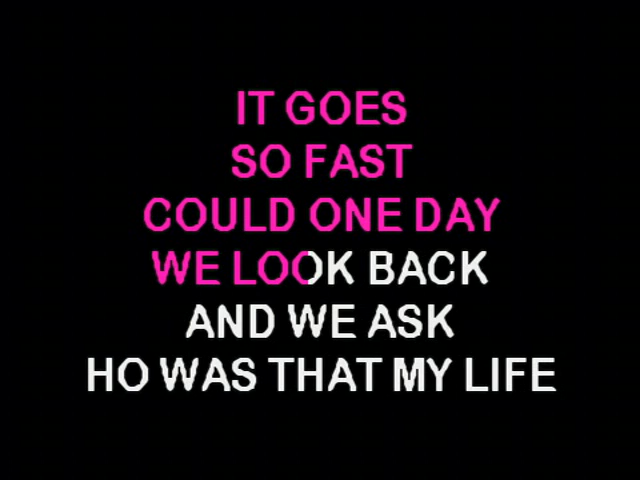 IT GOES
SO FAST
COULD ONE DAY
WE LOOK BACK
AND WE ASK
HO WAS THAT MY LIFE